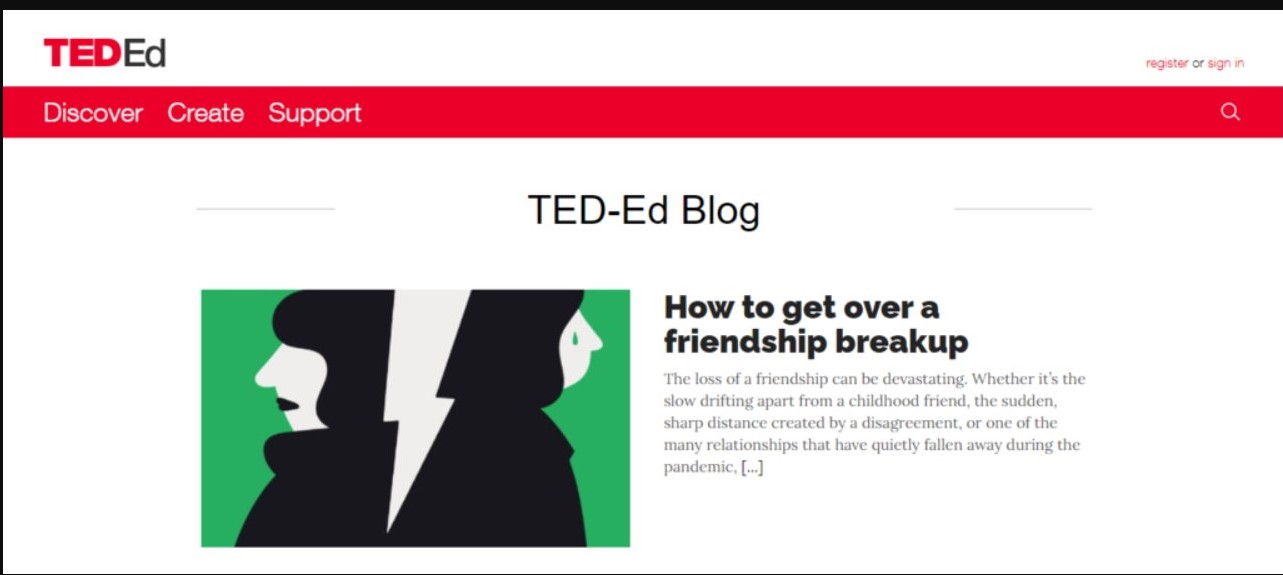 TEDEd
register or sign in
Discover Create Support
TED-Ed Blog
How to get over a
friendship breakup
The loss of a friendship can be devastating. Whether it's the
slow drifting apart from a childhood friend, the sudden,
sharp distance created by a disagreement, or one of the
many relationships that have quietly fallen away during the
pandemic, [...]